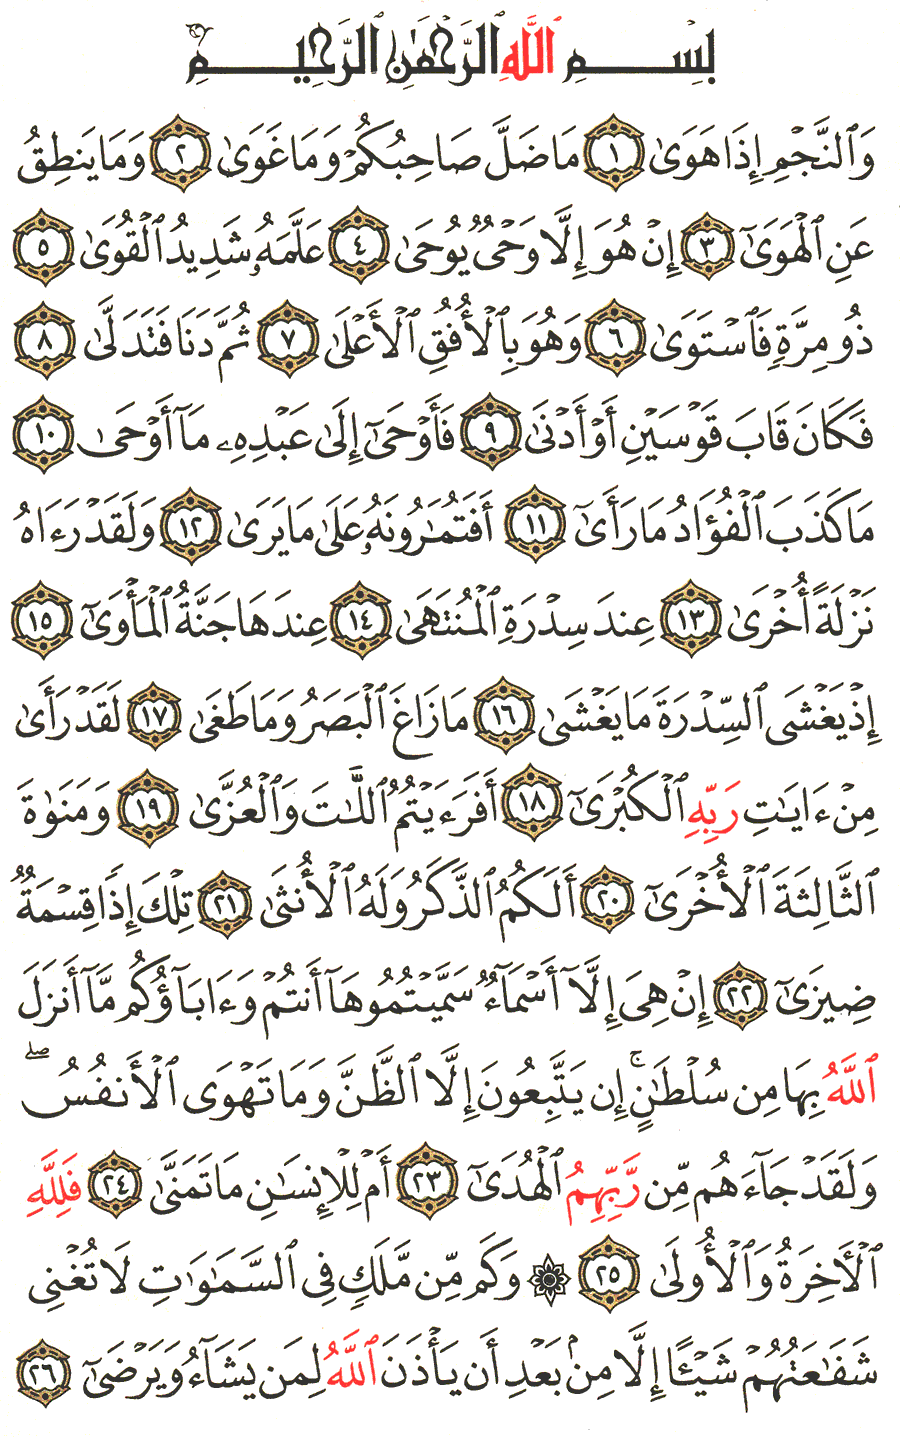 بِسْمِ ٱللَّهِ ٱلرَّحْمَٰنِ ٱلرَّحِيمِ
وَٱلنَّجْمِ إِذَا هَوَىٰ ١ مَا ضَلَّ صَاحِبُكُمْ وَمَا غَوَىٰ ٢ وَمَا يَنطِقُ
عَنِ ٱلْهَوَىٰٓ ٣ إِنْ هُوَ إِلَّا وَحْىٌ يُوحَىٰ ٤ عَلَّمَهُۥ شَدِيدُ ٱلْقُوَىٰ ٥
ذُو مِرَّةٍ فَٱسْتَوَىٰ ٦ وَهُوَ بِٱلْأُفُقِ ٱلْأَعْلَىٰ ٧ ثُمَّ دَنَا فَتَدَلَّىٰ ٨
فَكَانَ قَابَ قَوْسَيْنِ أَوْ أَدْنَىٰ ٩ فَأَوْحَىٰٓ إِلَىٰ عَبْدِهِۦ مَآ أَوْحَىٰ ١٠
مَا كَذَبَ ٱلْفُؤَادُ مَا رَأَىٰٓ ١١ أَفَتُمَٰرُونَهُۥ عَلَىٰ مَا يَرَىٰ ١٢ وَلَقَدْ رَءَاهُ
نَزْلَةً أُخْرَىٰ ١٣ عِندَ سِدْرَةِ ٱلْمُنتَهَىٰ ١٤ عِندَهَا جَنَّةُ ٱلْمَأْوَىٰٓ ١٥
إِذْ يَغْشَى ٱلسِّدْرَةَ مَا يَغْشَىٰ ١٦ مَا زَاغَ ٱلْبَصَرُ وَمَا طَغَىٰ ١٧ لَقَدْ رَأَىٰ
مِنْ ءَايَٰتِ رَبِّهِ ٱلْكُبْرَىٰٓ ١٨ أَفَرَءَيْتُمُ ٱللَّٰتَ وَٱلْعُزَّىٰ ١٩ وَمَنَوٰةَ
ٱلثَّالِثَةَ ٱلْأُخْرَىٰٓ ٢٠ أَلَكُمُ ٱلذَّكَرُ وَلَهُ ٱلْأُنثَىٰ ٢١ تِلْكَ إِذًا قِسْمَةٌ
ضِيزَىٰٓ ٢٢ إِنْ هِىَ إِلَّآ أَسْمَآءٌ سَمَّيْتُمُوهَآ أَنتُمْ وَءَابَآؤُكُم مَّآ أَنزَلَ
ٱللَّهُ بِهَا مِن سُلْطَٰنٍ ۚ إِن يَتَّبِعُونَ إِلَّا ٱلظَّنَّ وَمَا تَهْوَى ٱلْأَنفُسُ ۖ
وَلَقَدْ جَآءَهُم مِّن رَّبِّهِمُ ٱلْهُدَىٰٓ ٢٣ أَمْ لِلْإِنسَٰنِ مَا تَمَنَّىٰ ٢٤ فَلِلَّهِ
ٱلْأَخِرَةُ وَٱلْأُولَىٰ ٢٥ ۞ وَكَم مِّن مَّلَكٍ فِى ٱلسَّمَٰوَٰتِ لَا تُغْنِى
شَفَٰعَتُهُمْ شَيْـًٔا إِلَّا مِنۢ بَعْدِ أَن يَأْذَنَ ٱللَّهُ لِمَن يَشَآءُ وَيَرْضَىٰٓ ٢٦